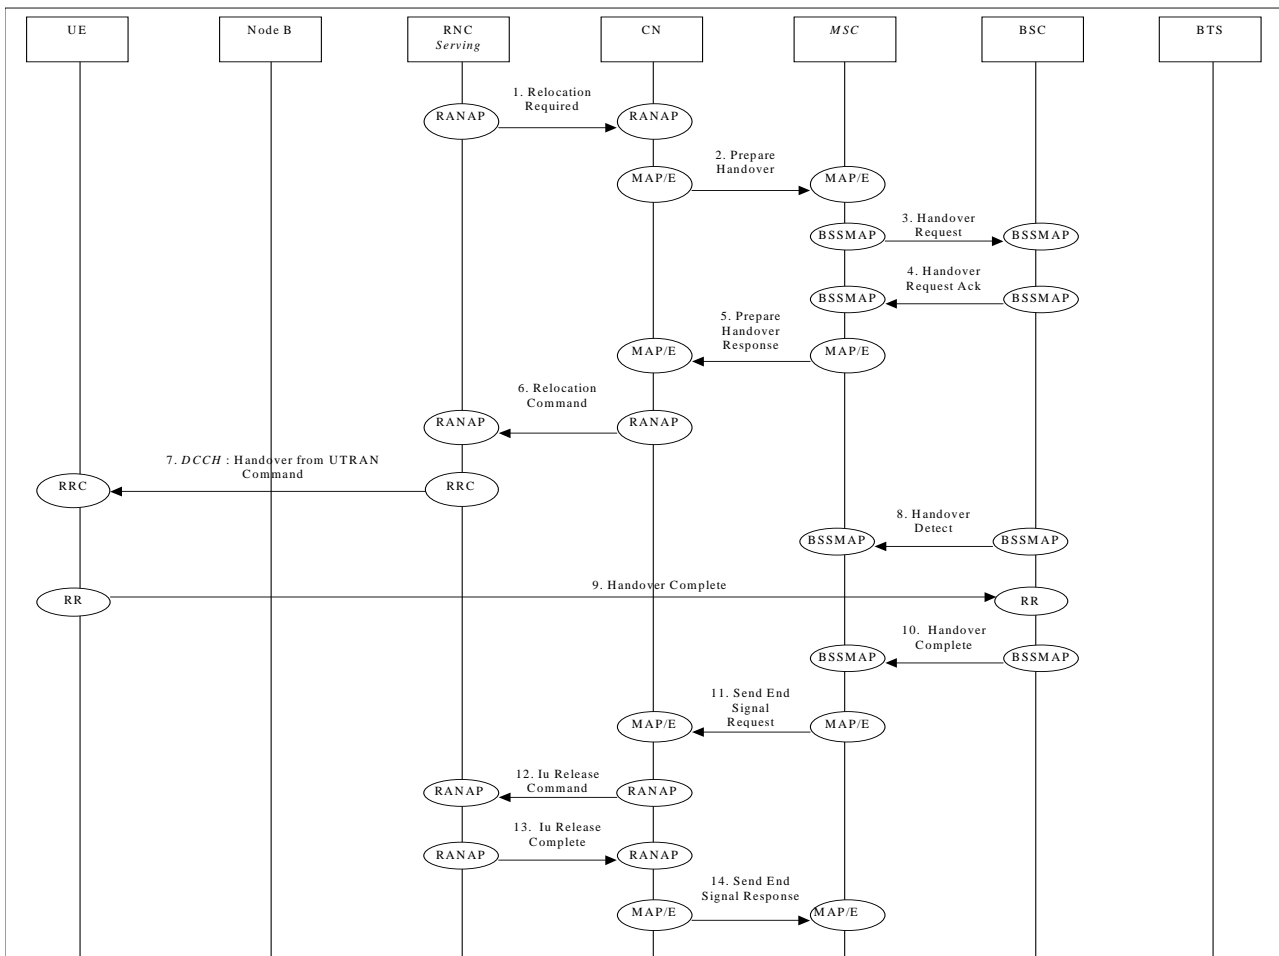 UE
Node B
RNC
Serving
CN
MSC
BSC
BTS
1. Relocation
Required
RANAP
RANAP
2. Prepare
Handover
MAP/E
MAP/E
3. Handover
Request
BSSMAP
BSSMAP
4. Handover
Request Ack
BSSMAP
BSSMAP
5. Prepare
Handover
Response
MAP/E
MAP/E
6. Relocation
Command
RANAP
RANAP
7. DCCH : Handover from UTRAN
Command
RRC
RRC
8. Handover
Detect
BSSMAP
BSSMAP
9. Handover Complete
RR
RR
10. Handover
Complete
BSSMAP
BSSMAP
11. Send End
Signal
Request
MAP/E
MAP/E
12. Iu Release
Command
RANAP
RANAP
13. Iu Release
Complete
RANAP
RANAP
14. Send End
Signal Response
MAP/E
MAP/E